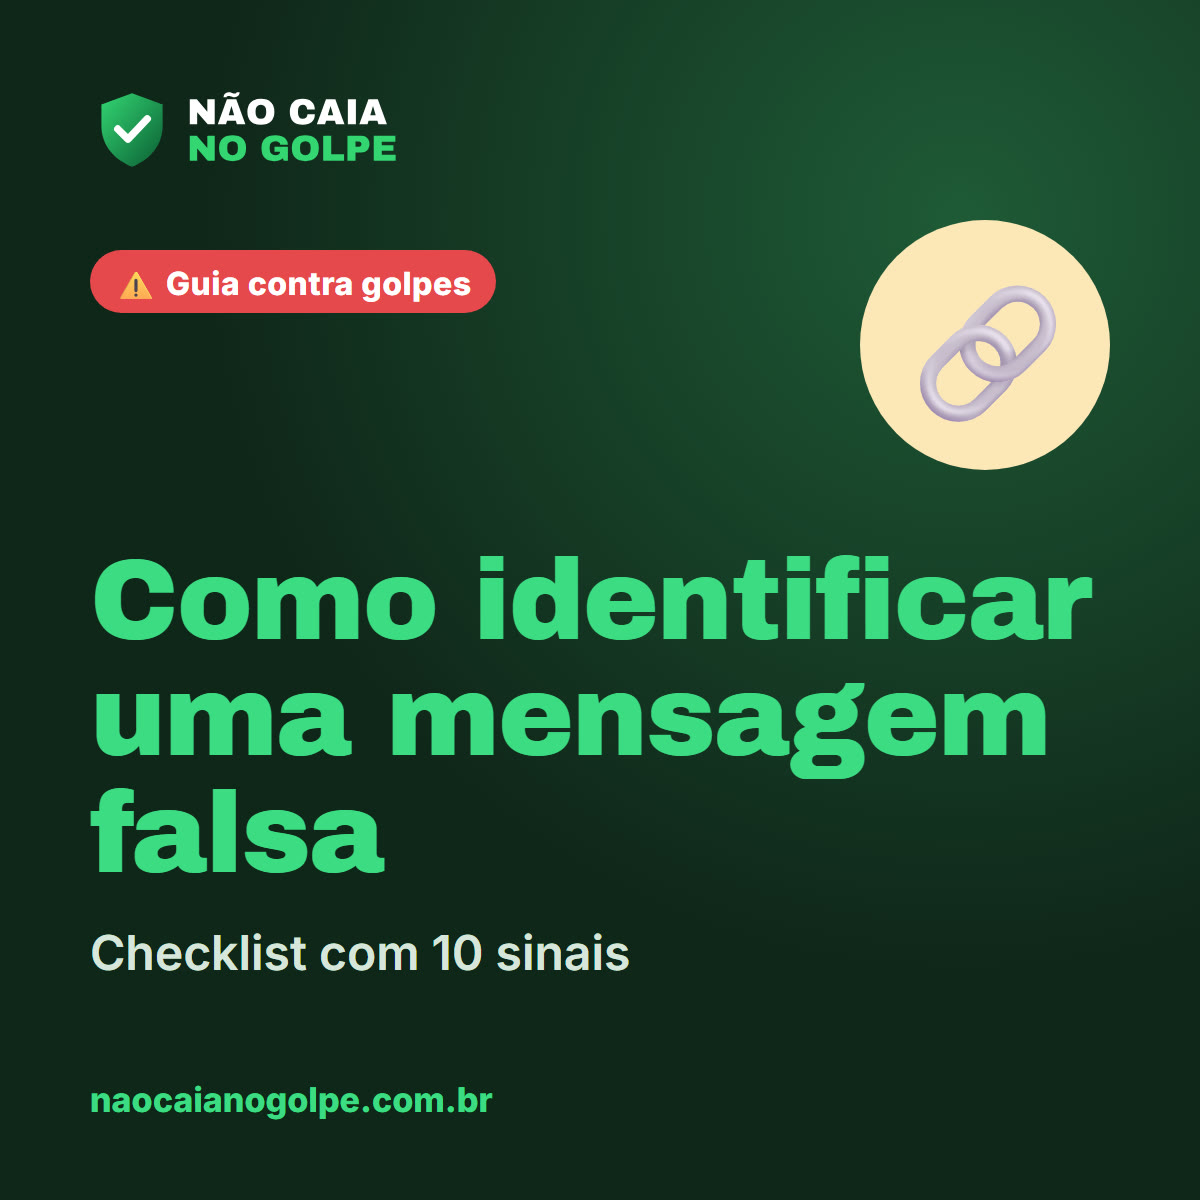 NÃO CAIA
NO GOLPE
⚠️ Guia contra golpes
Como identificar
uma mensagem
falsa
Checklist com 10 sinais
naocaianogolpe.com.br